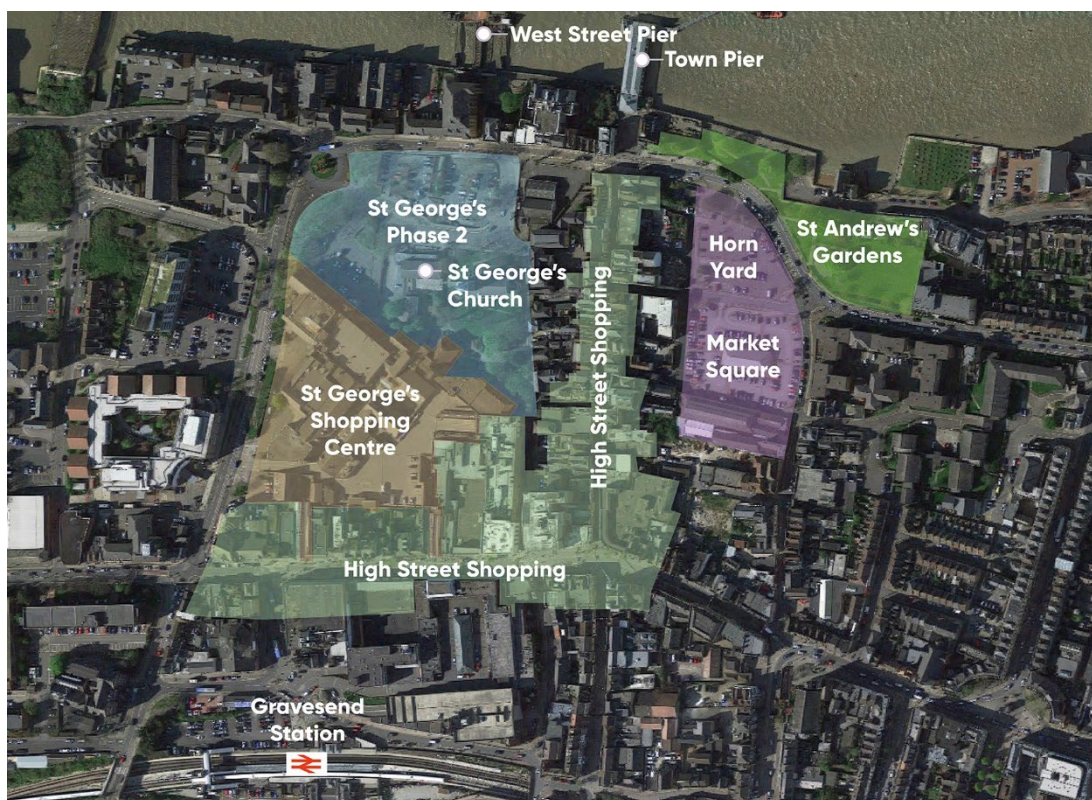 West Street Pier
Town Pier
St George's
Phase 2
St George's
Church
Horn
Yard
Market
Square
St Andrew's
Gardens
High Street Shopping
St George's
Shopping
Centre
High Street Shopping
Gravesend
Station